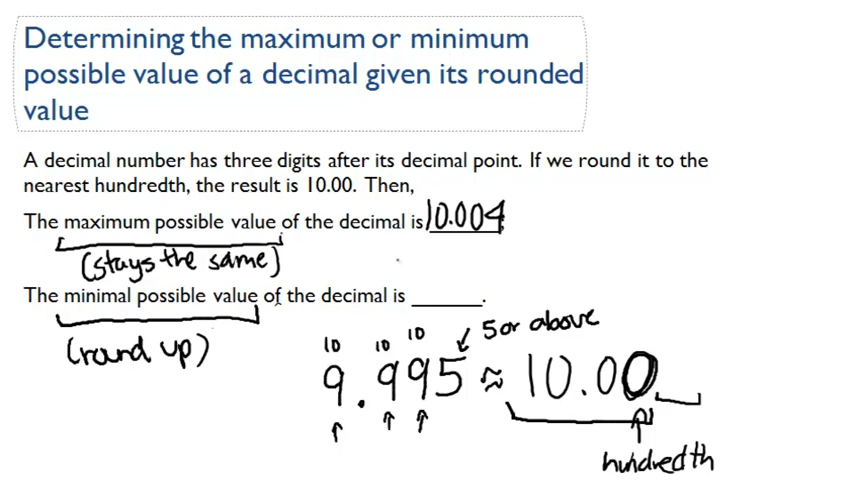 Determining the maximum or minimum
possible value of a decimal given its rounded
value
A decimal number has three digits after its decimal point. If we round it to the
nearest hundredth, the result is 10.00. Then,
The maximum possible value of the decimal is 10.004.
(stays the same)
The minimal possible value of the decimal is ______.
(round up)
10 10 10 5 or above
9.995 ≈ 10.00
hundredth